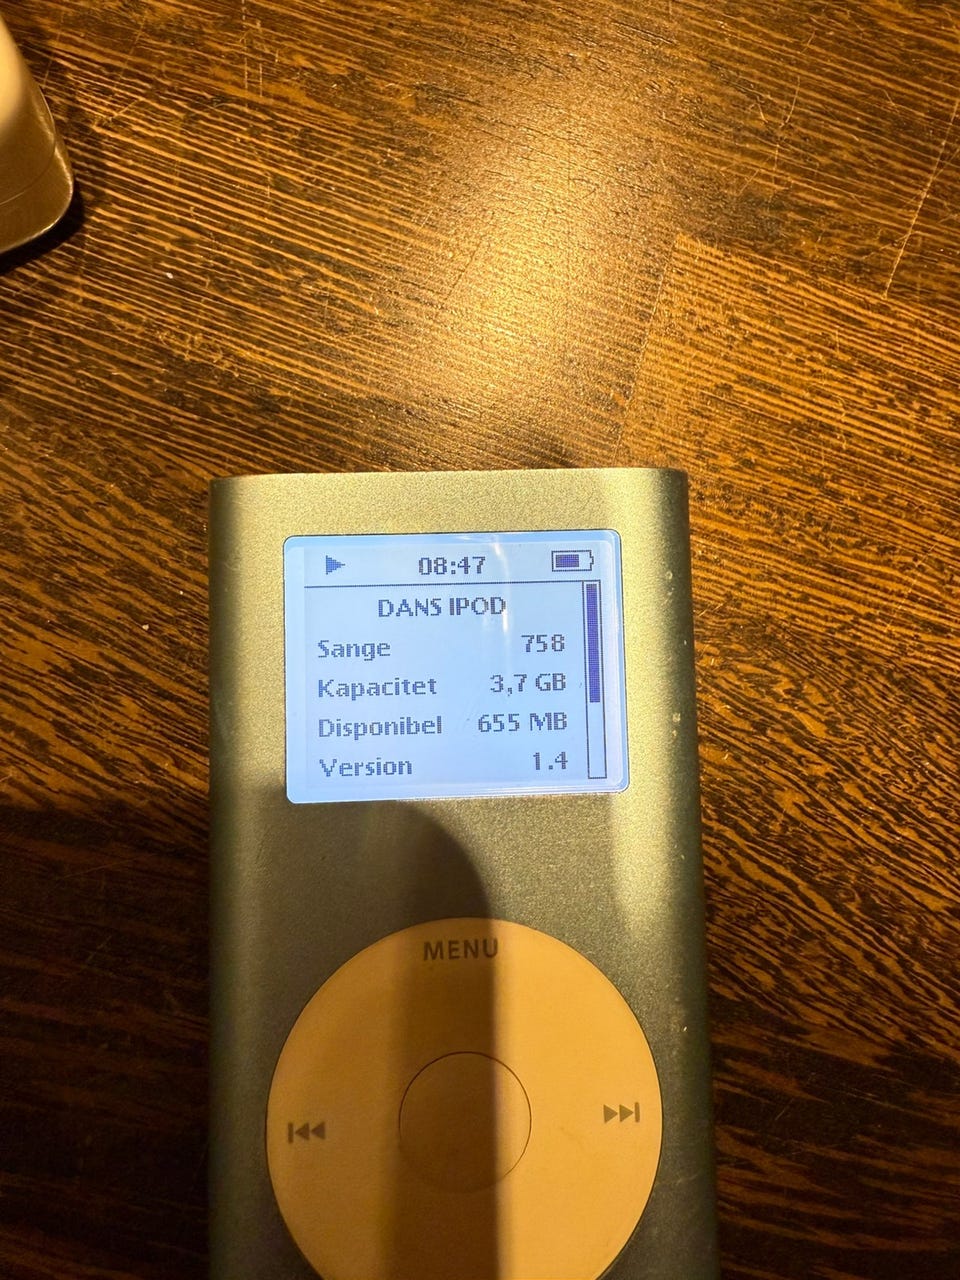 08:47
DANS IPOD
Sange 758
Kapacitet 3,7 GB
Disponibel 655 MB
Version 1.4
MENU